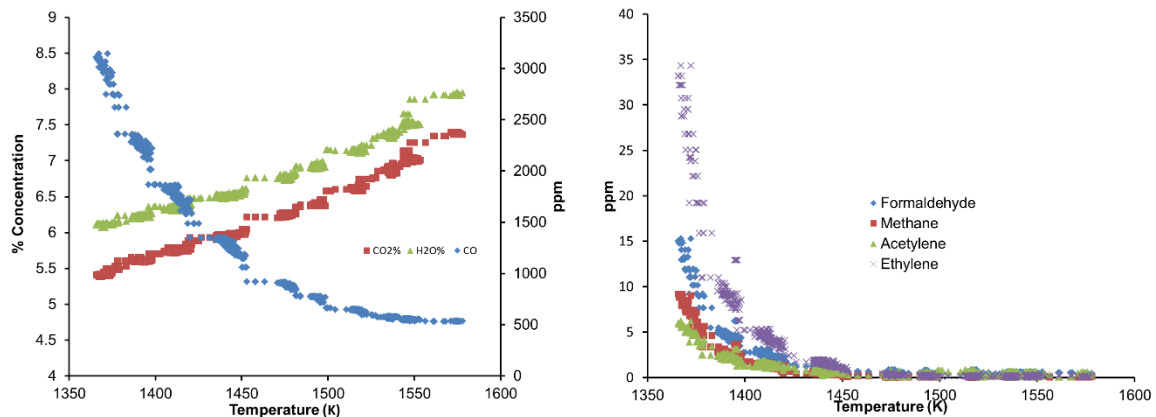 % Concentration
9
8.5
8
7.5
7
6.5
6
5.5
5
4.5
4
3500
3000
2500
2000
1500
1000
500
0
ppm
CO2% H2O% CO
1350 1400 1450 1500 1550 1600
Temperature (K)
ppm
40
35
30
25
20
15
10
5
0
Formaldehyde
Methane
Acetylene
Ethylene
1350 1400 1450 1500 1550 1600
Temperature (K)